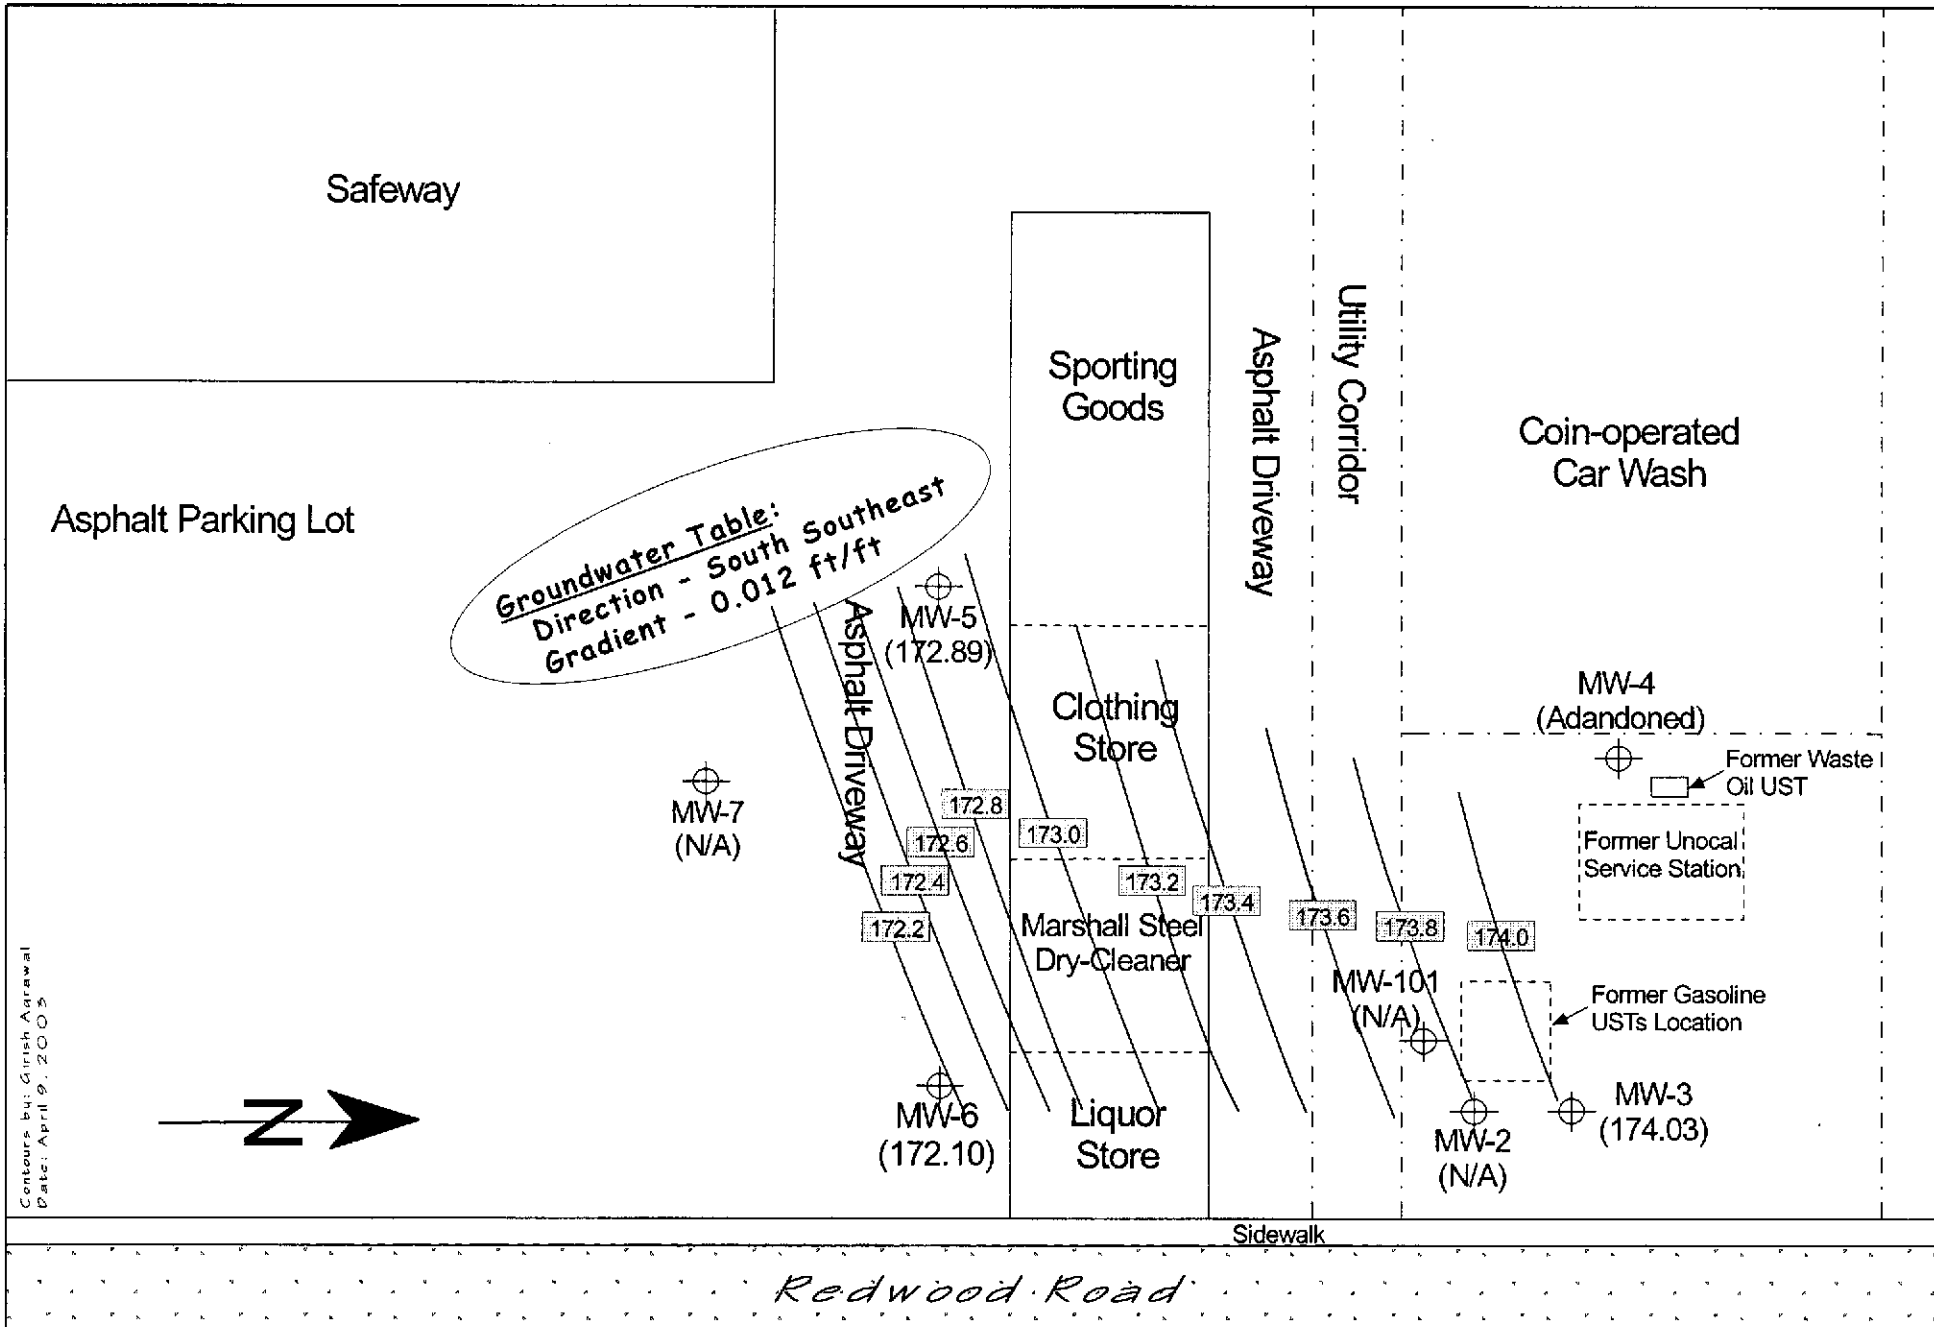 Safeway
Sporting
Goods
Asphalt Driveway
Utility Corridor
Coin-operated
Car Wash
Asphalt Parking Lot
Groundwater Table:
Direction - South Southeast
Gradient - 0.012 ft/ft
Asphalt Driveway
MW-5
(172.89)
Clothing
Store
MW-4
(Adandoned)
Former Waste
Oil UST
MW-7
(N/A)
Former Unocal
Service Station
172.8
173.0
172.6
172.4
172.2
173.2
173.4
173.6
173.8
174.0
Marshall Steel
Dry-Cleaner
MW-101
(N/A)
Former Gasoline
USTs Location
MW-6
(172.10)
Liquor
Store
MW-2
(N/A)
MW-3
(174.03)
N
Contours by: Girish Agrawal
Date: April 9, 2003
Sidewalk
Redwood Road